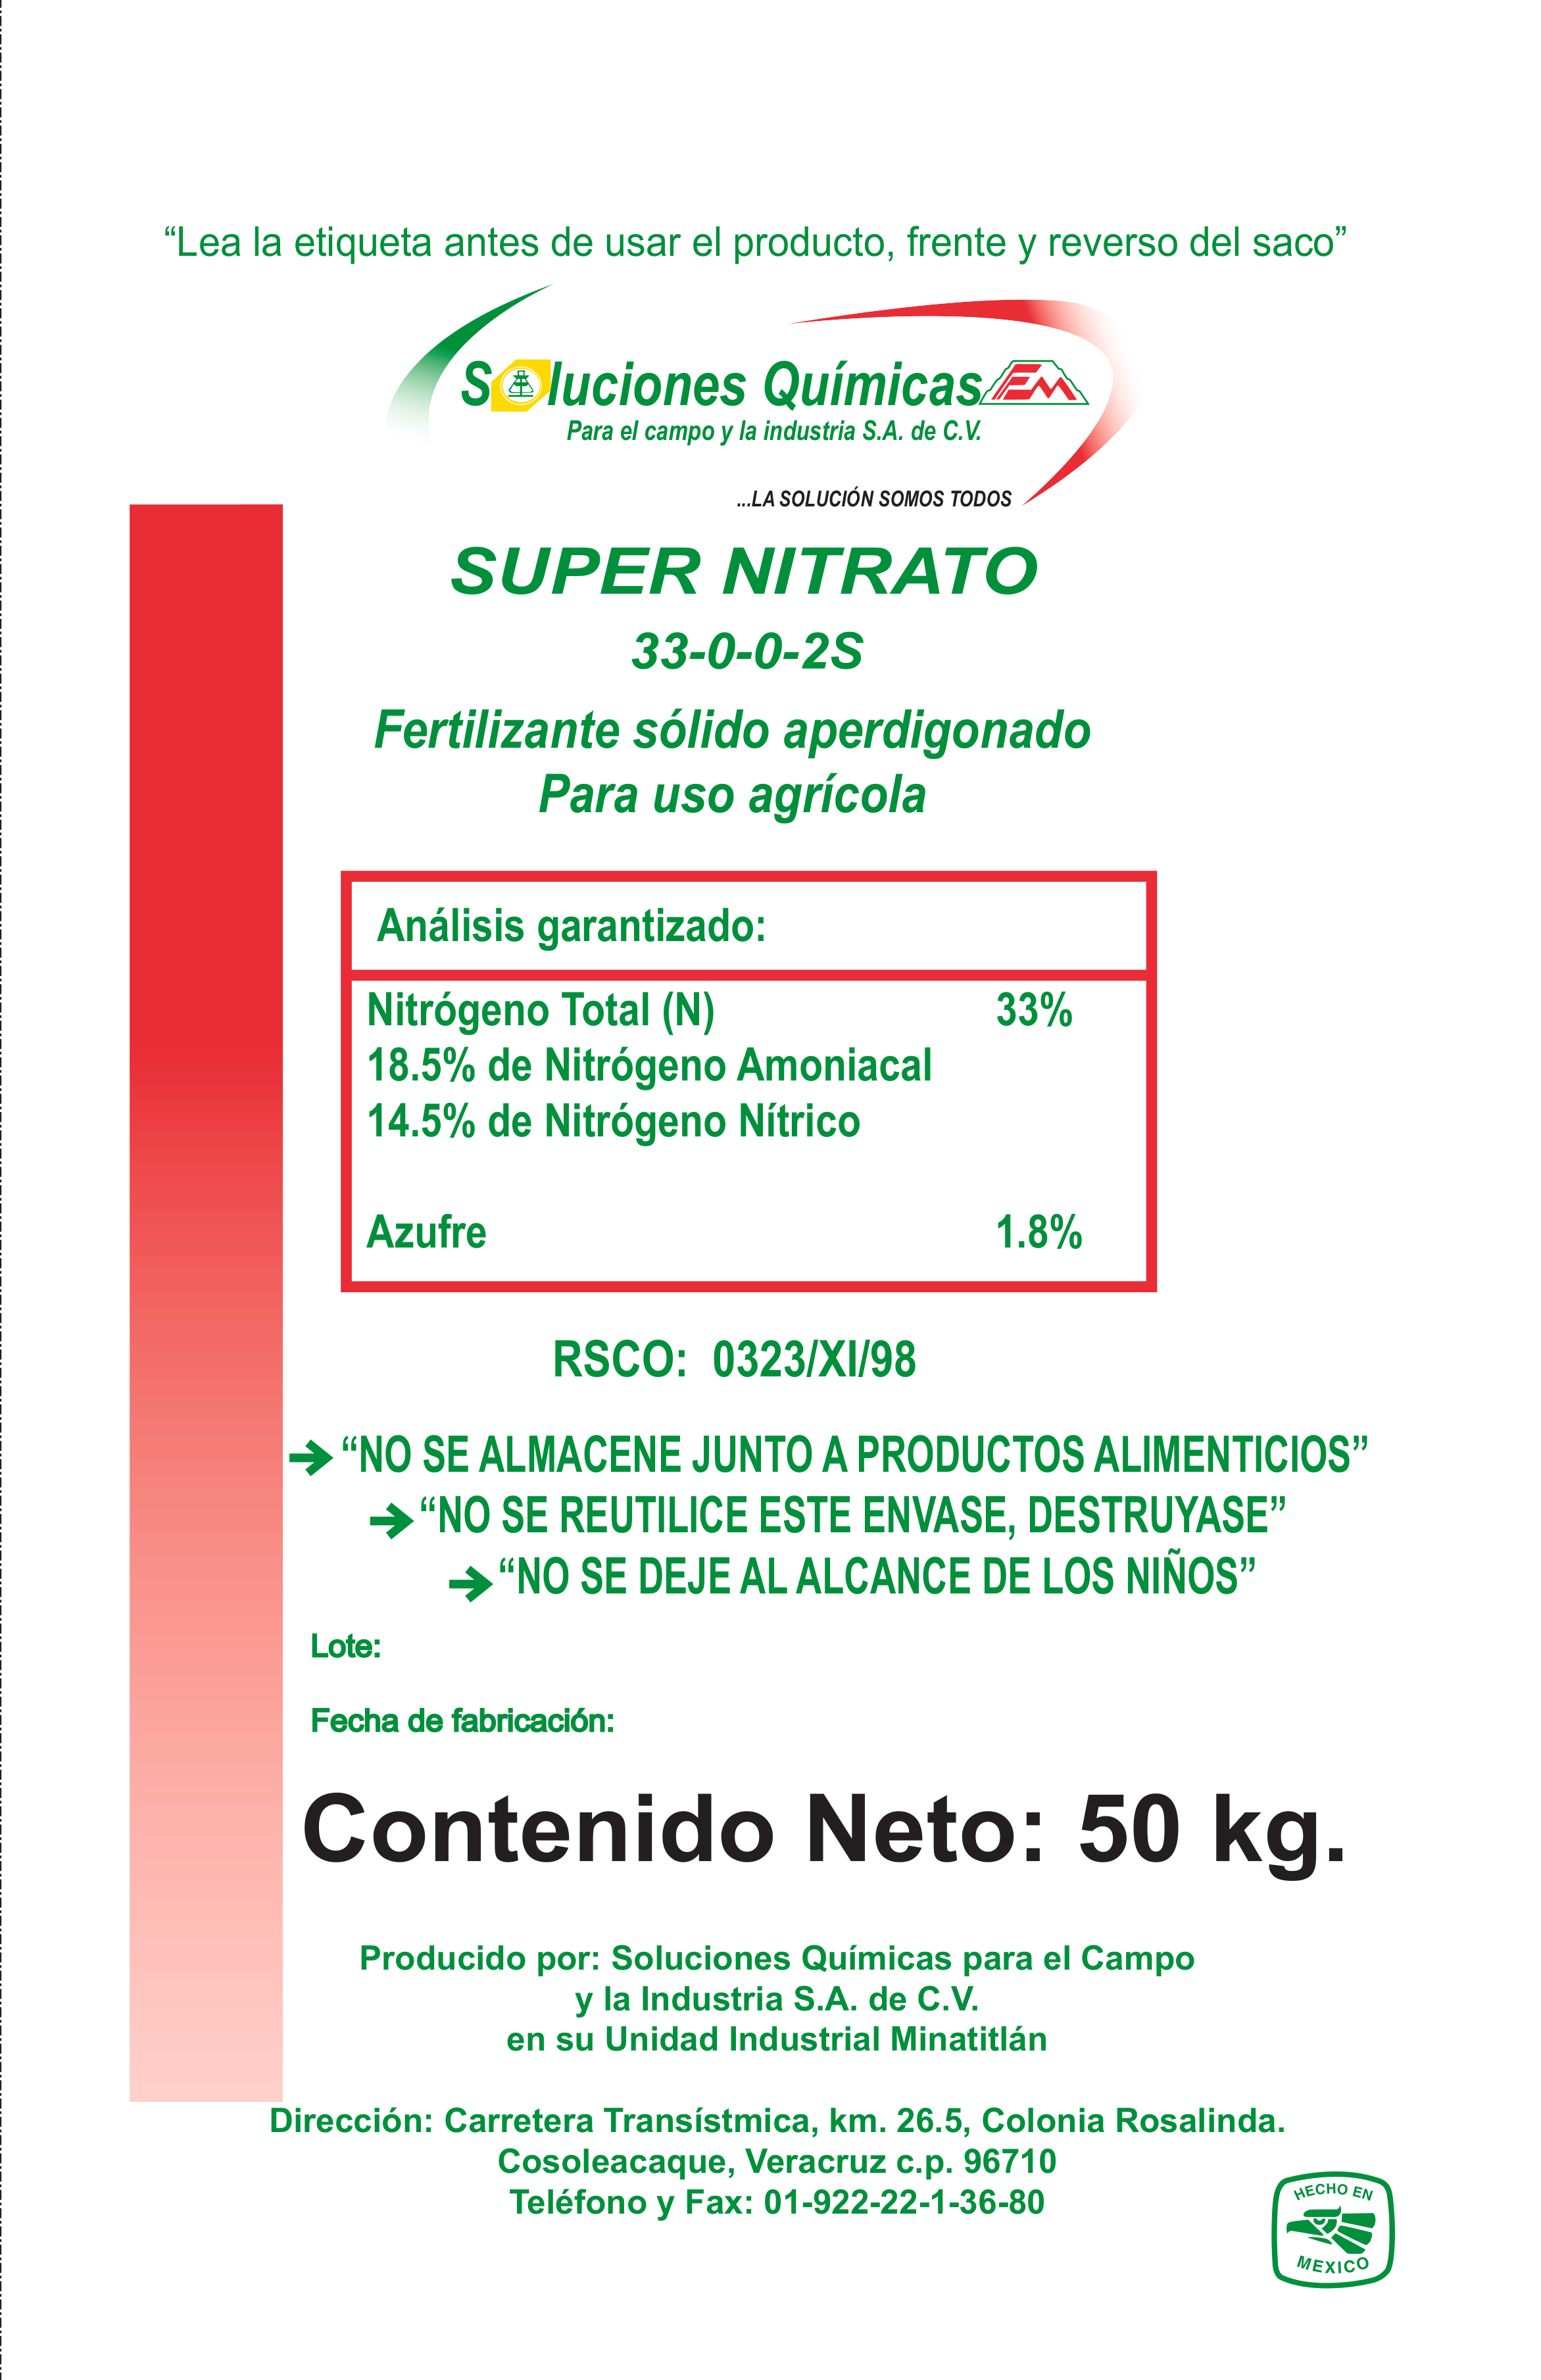 “Lea la etiqueta antes de usar el producto, frente y reverso del saco”
Soluciones Químicas EM
Para el campo y la industria S.A. de C.V.
...LA SOLUCIÓN SOMOS TODOS
SUPER NITRATO
33-0-0-2S
Fertilizante sólido aperdigonado
Para uso agrícola
Análisis garantizado:
Nitrógeno Total (N) 33%
18.5% de Nitrógeno Amoniacal
14.5% de Nitrógeno Nítrico
Azufre 1.8%
RSCO: 0323/XI/98
“NO SE ALMACENE JUNTO A PRODUCTOS ALIMENTICIOS”
“NO SE REUTILICE ESTE ENVASE, DESTRUYASE”
“NO SE DEJE AL ALCANCE DE LOS NIÑOS”
Lote:
Fecha de fabricación:
Contenido Neto: 50 kg.
Producido por: Soluciones Químicas para el Campo
y la Industria S.A. de C.V.
en su Unidad Industrial Minatitlán
Dirección: Carretera Transístmica, km. 26.5, Colonia Rosalinda.
Cosoleacaque, Veracruz c.p. 96710
Teléfono y Fax: 01-922-22-1-36-80
HECHO EN
MEXICO